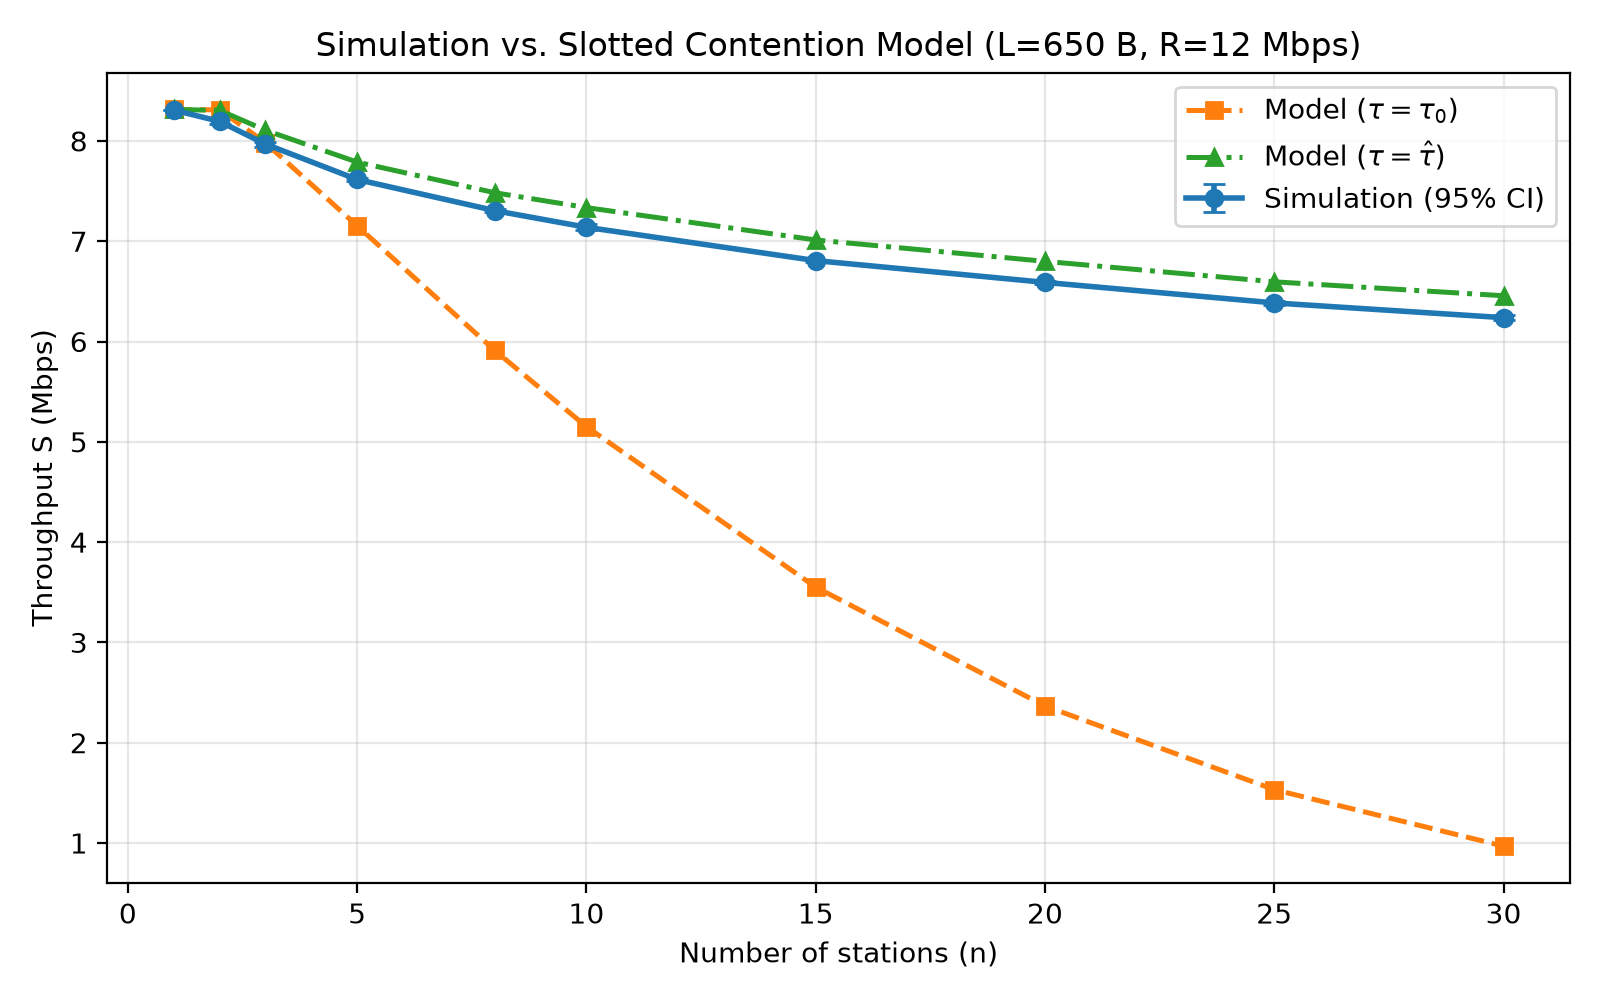 Simulation vs. Slotted Contention Model (L=650 B, R=12 Mbps)
Model (τ = τ₀)
Model (τ = τ̂)
Simulation (95% CI)
Throughput S (Mbps)
8
7
6
5
4
3
2
1
0 5 10 15 20 25 30
Number of stations (n)